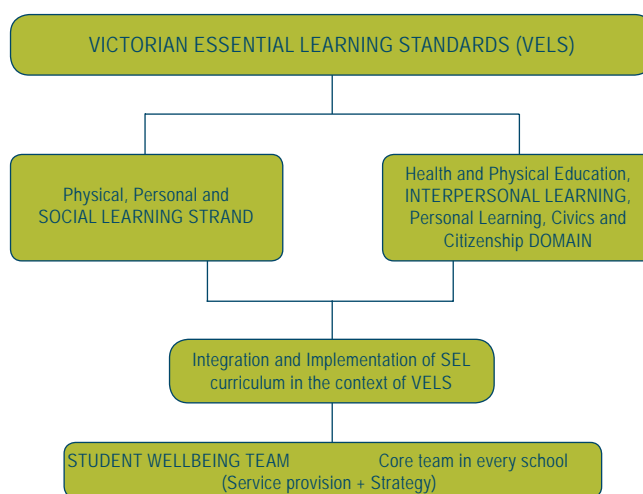 VICTORIAN ESSENTIAL LEARNING STANDARDS (VELS)
Physical, Personal and
SOCIAL LEARNING STRAND
Health and Physical Education,
INTERPERSONAL LEARNING,
Personal Learning, Civics and
Citizenship DOMAIN
Integration and Implementation of SEL
curriculum in the context of VELS
STUDENT WELLBEING TEAM Core team in every school
(Service provision + Strategy)